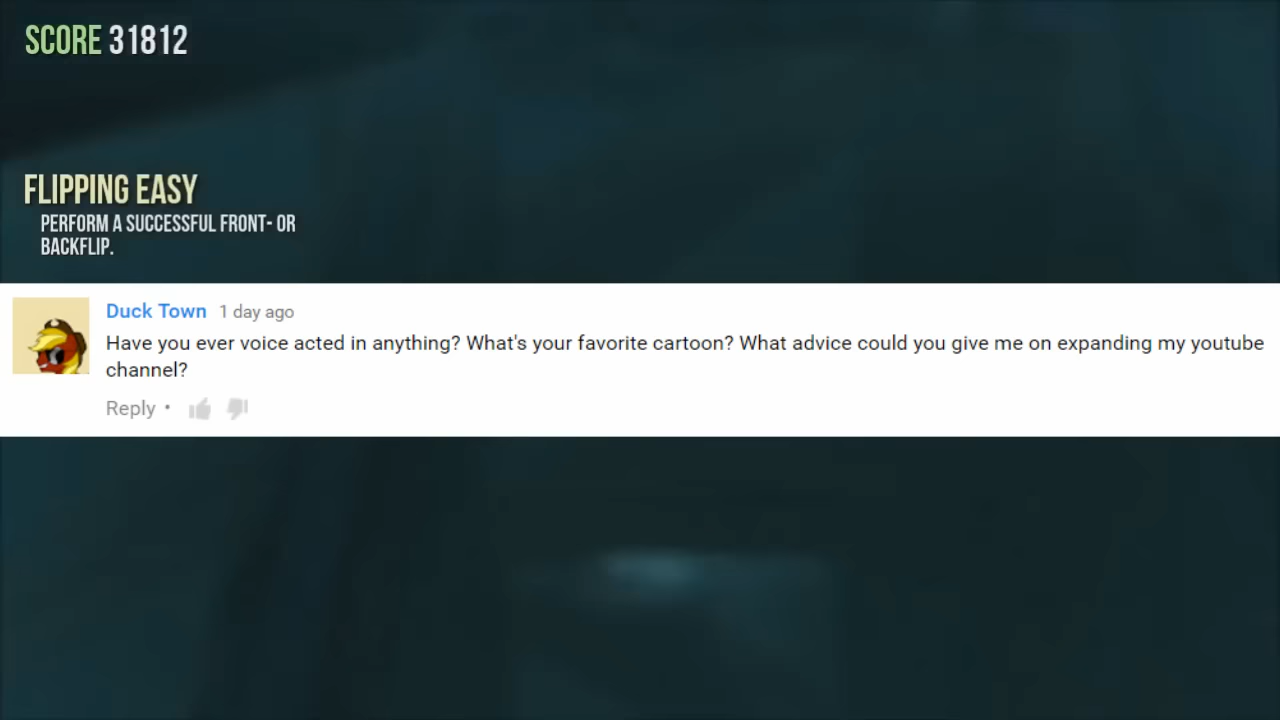 SCORE 31812
FLIPPING EASY
PERFORM A SUCCESSFUL FRONT- OR
BACKFLIP.
Duck Town 1 day ago
Have you ever voice acted in anything? What's your favorite cartoon? What advice could you give me on expanding my youtube
channel?
Reply •